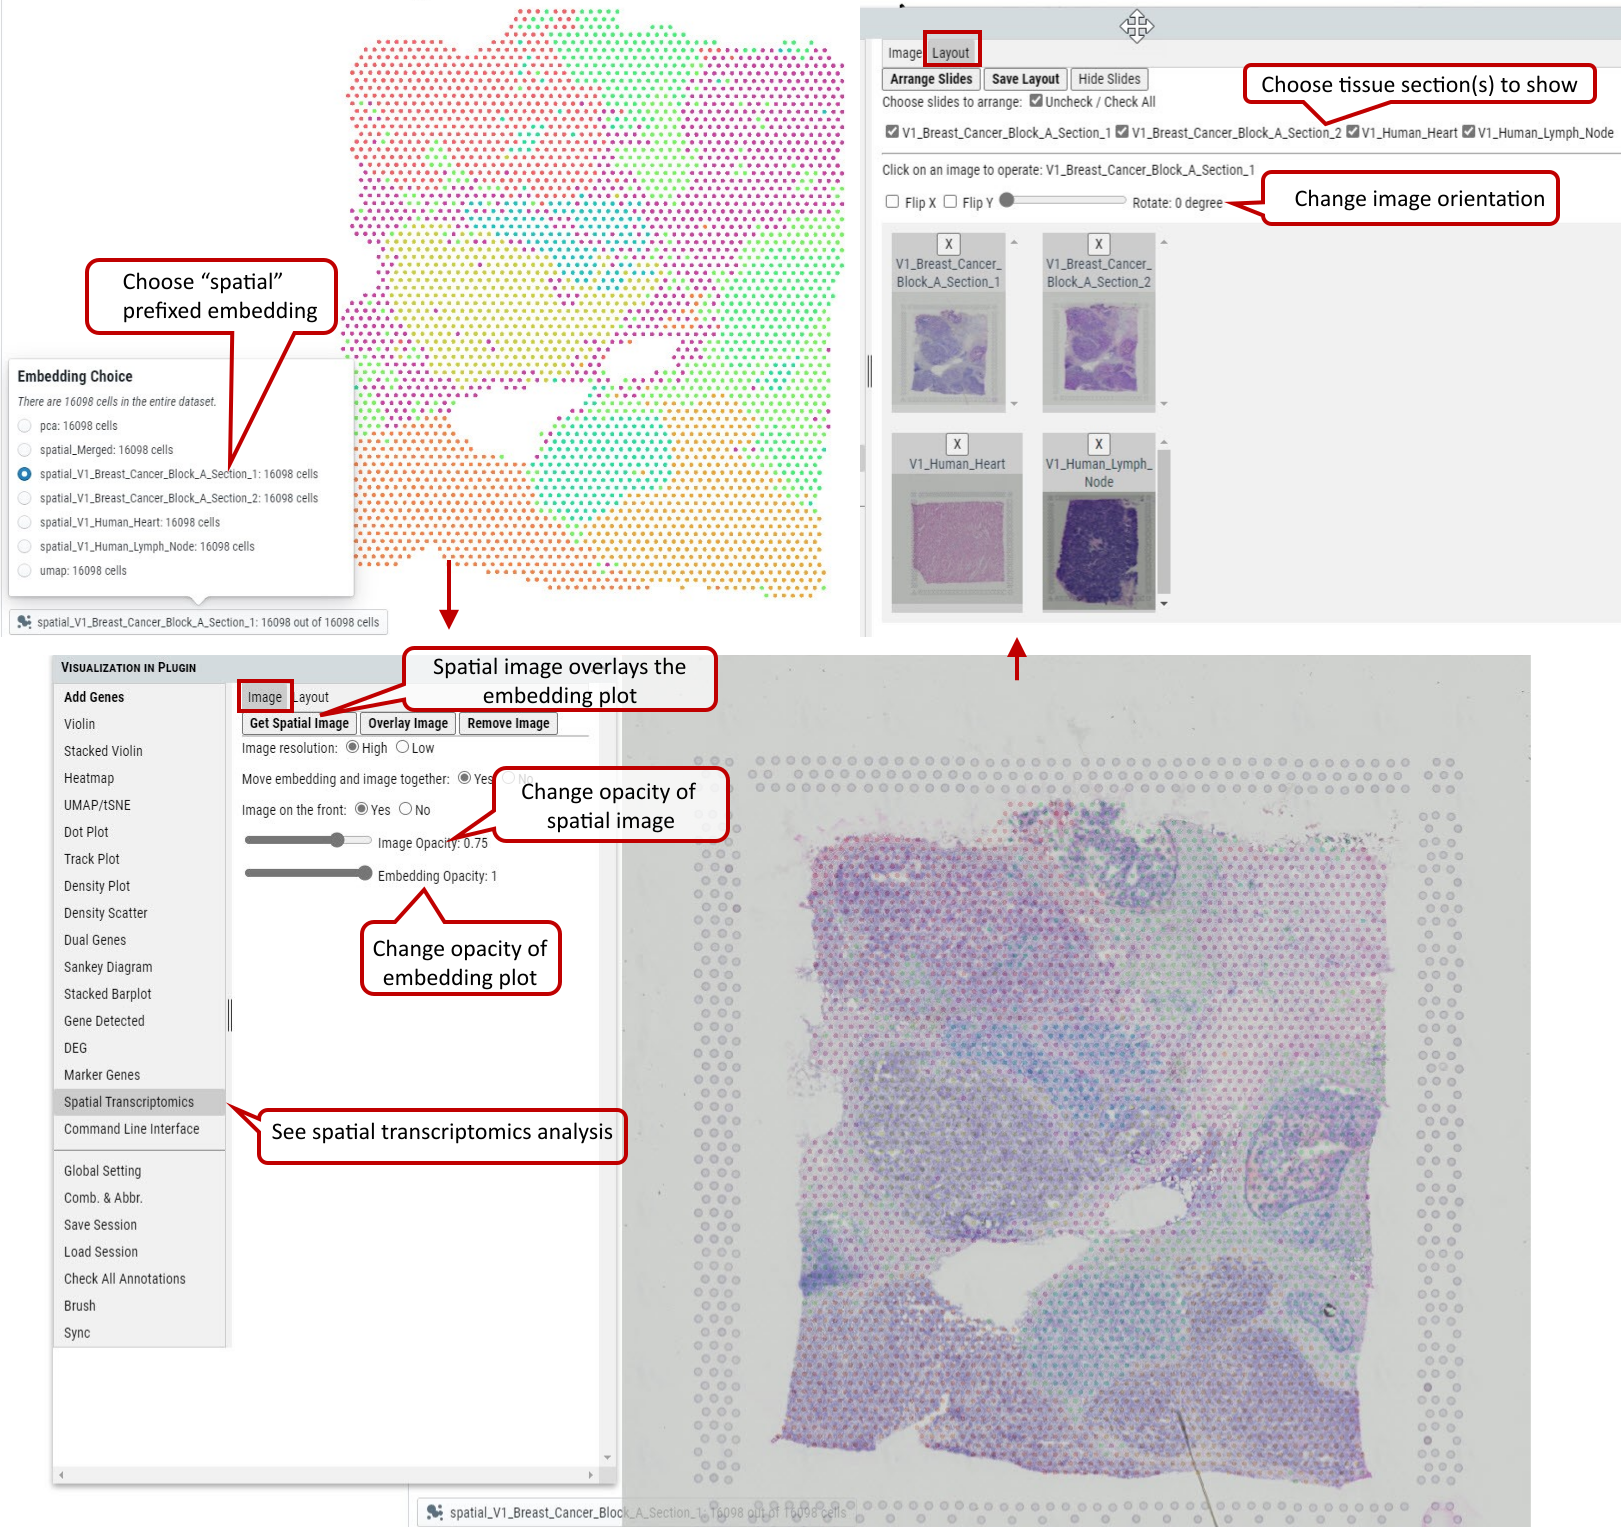 Choose “spatial”
prefixed embedding
Embedding Choice
There are 16098 cells in the entire dataset.
pca: 16098 cells
spatial_Merged: 16098 cells
spatial_V1_Breast_Cancer_Block_A_Section_1: 16098 cells
spatial_V1_Breast_Cancer_Block_A_Section_2: 16098 cells
spatial_V1_Human_Heart: 16098 cells
spatial_V1_Human_Lymph_Node: 16098 cells
umap: 16098 cells
spatial_V1_Breast_Cancer_Block_A_Section_1: 16098 out of 16098 cells
Image Layout
Arrange Slides Save Layout Hide Slides
Choose tissue section(s) to show
Choose slides to arrange: Uncheck / Check All
V1_Breast_Cancer_Block_A_Section_1 V1_Breast_Cancer_Block_A_Section_2 V1_Human_Heart V1_Human_Lymph_Node
Click on an image to operate: V1_Breast_Cancer_Block_A_Section_1
Flip X Flip Y Rotate: 0 degree
Change image orientation
X
V1_Breast_Cancer_
Block_A_Section_1
X
V1_Breast_Cancer_
Block_A_Section_2
X
V1_Human_Heart
X
V1_Human_Lymph_
Node
VISUALIZATION IN PLUGIN
Add Genes
Violin
Stacked Violin
Heatmap
UMAP/tSNE
Dot Plot
Track Plot
Density Plot
Density Scatter
Dual Genes
Sankey Diagram
Stacked Barplot
Gene Detected
DEG
Marker Genes
Spatial Transcriptomics
Command Line Interface
Global Setting
Comb. & Abbr.
Save Session
Load Session
Check All Annotations
Brush
Sync
Image Layout
Spatial image overlays the
embedding plot
Get Spatial Image Overlay Image Remove Image
Image resolution: High Low
Move embedding and image together: Yes No
Image on the front: Yes No
Change opacity of
spatial image
Image Opacity: 0.75
Embedding Opacity: 1
Change opacity of
embedding plot
See spatial transcriptomics analysis
spatial_V1_Breast_Cancer_Block_A_Section_1: 16098 out of 16098 cells